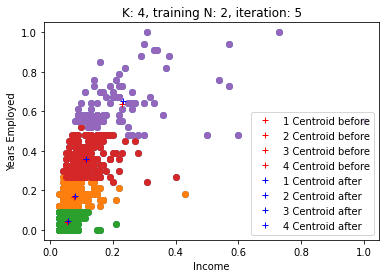 K: 4, training N: 2, iteration: 5
1.0
0.8
0.6
0.4
0.2
0.0
Years Employed
1 Centroid before
2 Centroid before
3 Centroid before
4 Centroid before
1 Centroid after
2 Centroid after
3 Centroid after
4 Centroid after
0.0 0.2 0.4 0.6 0.8 1.0
Income